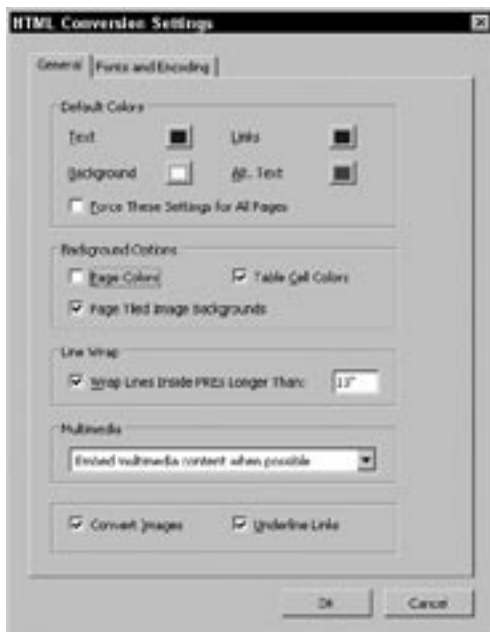 HTML Conversion Settings
General Fonts and Encoding
Default Colors
Text Links
Background Alt. Text
Force These Settings for All Pages
Background Options
Page Colors Table Cell Colors
Page Tiled Image Backgrounds
Line Wrap
Wrap Lines Inside PREs Longer Than: 13"
Multimedia
Embed multimedia content when possible
Convert Images Underline Links
OK Cancel